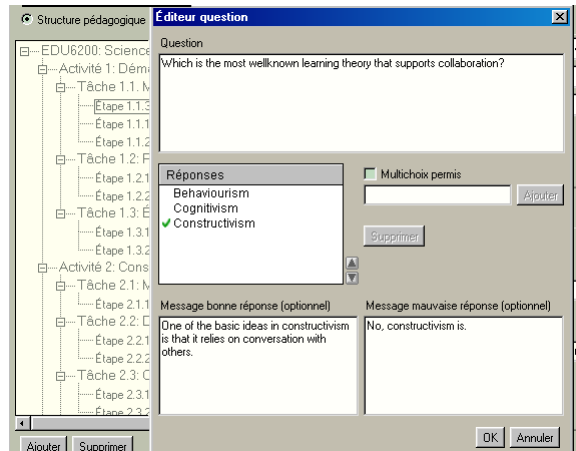 Structure pédagogique
EDU6200: Science
Activité 1: Dém
Tâche 1.1. M
Étape 1.1.3
Étape 1.1.1
Étape 1.1.2
Tâche 1.2: F
Étape 1.2.1
Étape 1.2.2
Tâche 1.3: É
Étape 1.3.1
Étape 1.3.2
Activité 2: Cons
Tâche 2.1: M
Étape 2.1.1
Tâche 2.2: D
Étape 2.2.1
Étape 2.2.2
Tâche 2.3: C
Étape 2.3.1
Étape 2.3.2
Ajouter Supprimer
Éditeur question
Question
Which is the most wellknown learning theory that supports collaboration?
Réponses
Behaviourism
Cognitivism
Constructivism
Multichoix permis
Ajouter
Supprimer
Message bonne réponse (optionnel)
One of the basic ideas in constructivism
is that it relies on conversation with
others.
Message mauvaise réponse (optionnel)
No, constructivism is.
OK Annuler